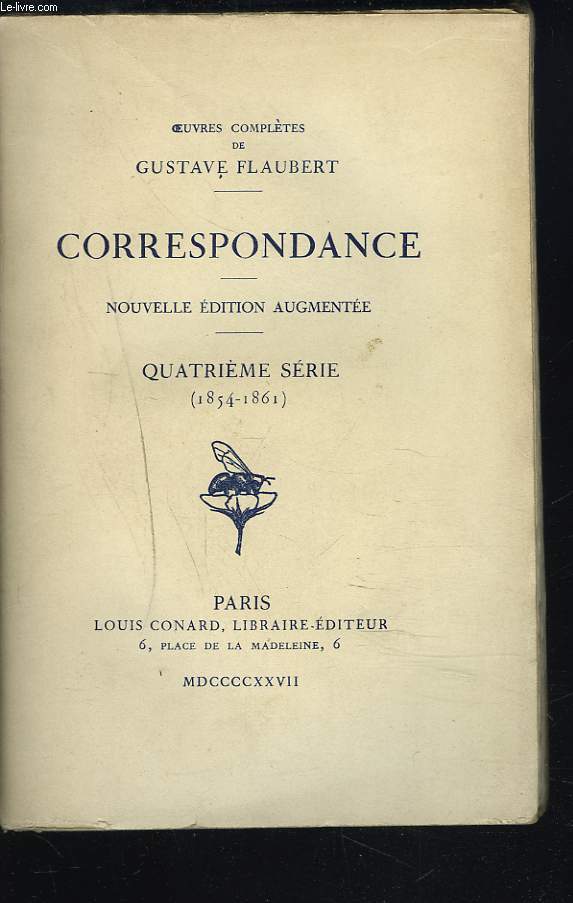 Le-livre.com
ŒUVRES COMPLÈTES
DE
GUSTAVE FLAUBERT
CORRESPONDANCE
NOUVELLE ÉDITION AUGMENTÉE
QUATRIÈME SÉRIE
(1854-1861)
PARIS
LOUIS CONARD, LIBRAIRE-ÉDITEUR
6, PLACE DE LA MADELEINE, 6
MDCCCCXXVII